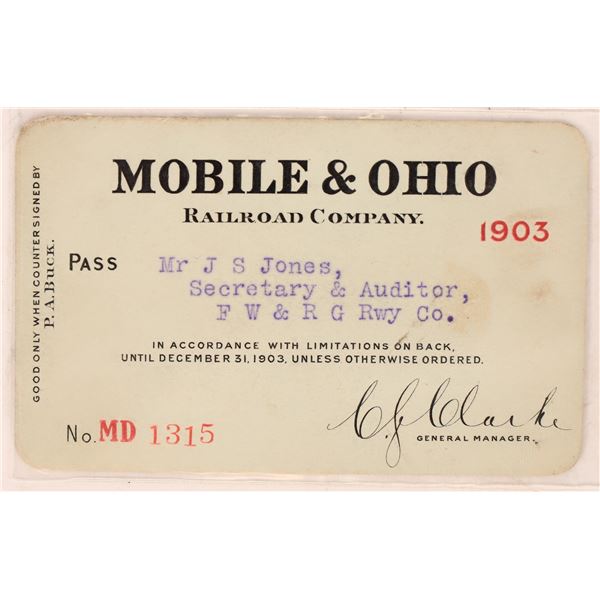 MOBILE & OHIO
RAILROAD COMPANY.
1903
GOOD ONLY WHEN COUNTERSIGNED BY
P. A. BUCK.
PASS Mr J S Jones,
Secretary & Auditor,
F W & R G Rwy Co.
IN ACCORDANCE WITH LIMITATIONS ON BACK,
UNTIL DECEMBER 31, 1903, UNLESS OTHERWISE ORDERED.
No. MD 1315
C. G. Clarke
GENERAL MANAGER.